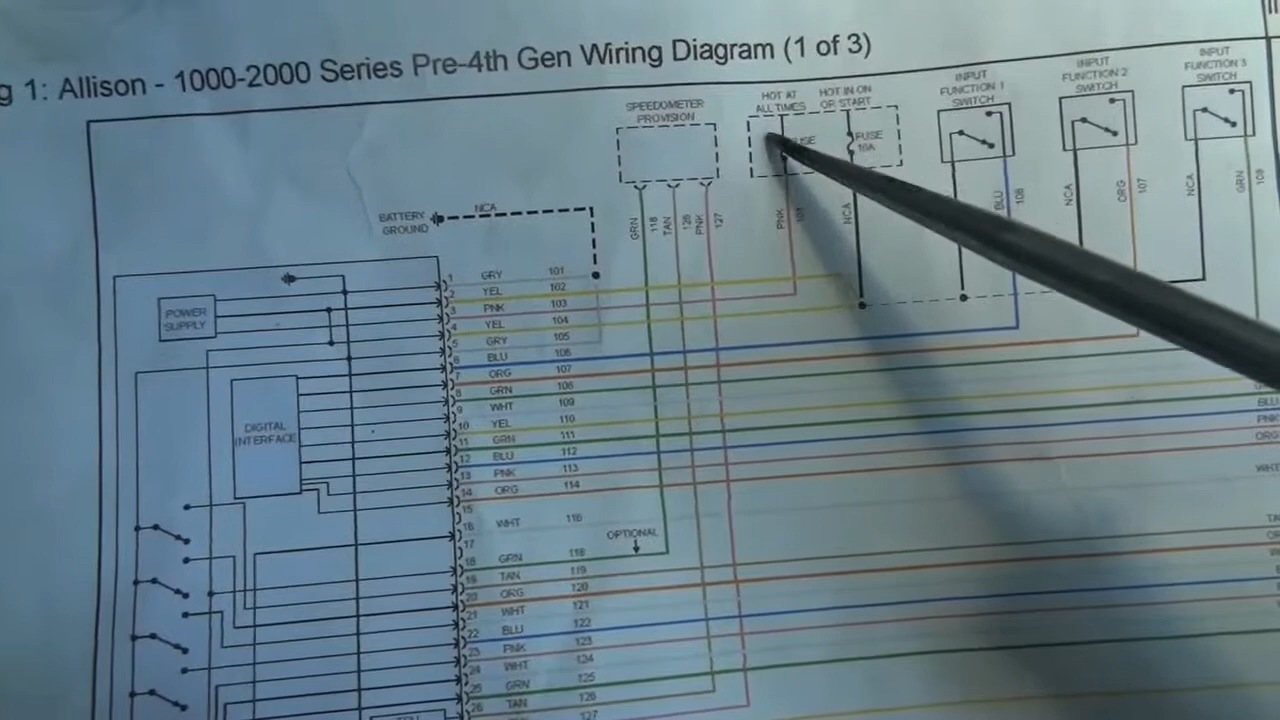 g 1: Allison - 1000-2000 Series Pre-4th Gen Wiring Diagram (1 of 3)
SPEEDOMETER
PROVISION
HOT AT
ALL TIMES
HOT IN ON
OR START
INPUT
FUNCTION 1
SWITCH
INPUT
FUNCTION 2
SWITCH
INPUT
FUNCTION 3
SWITCH
FUSE
10A
GRN
118
TAN
126
PNK
127
PNK
NCA
BLU
108
NCA
ORG
107
NCA
GRN
BATTERY
GROUND
NCA
POWER
SUPPLY
DIGITAL
INTERFACE
1 GRY 101
2 YEL 102
3 PNK 103
4 YEL 104
5 GRY 105
6 BLU 106
7 ORG 107
8 GRN 108
9 WHT 109
10 YEL 110
11 GRN 111
12 BLU 112
13 PNK 113
14 ORG 114
15
16 WHT 116
17
18 GRN 118
OPTIONAL
19 TAN 119
20 ORG 120
21 WHT 121
22 BLU 122
23 PNK 123
24 WHT 124
25 GRN 125
26 TAN 126
127
BLU
PNK
ORG
WHT